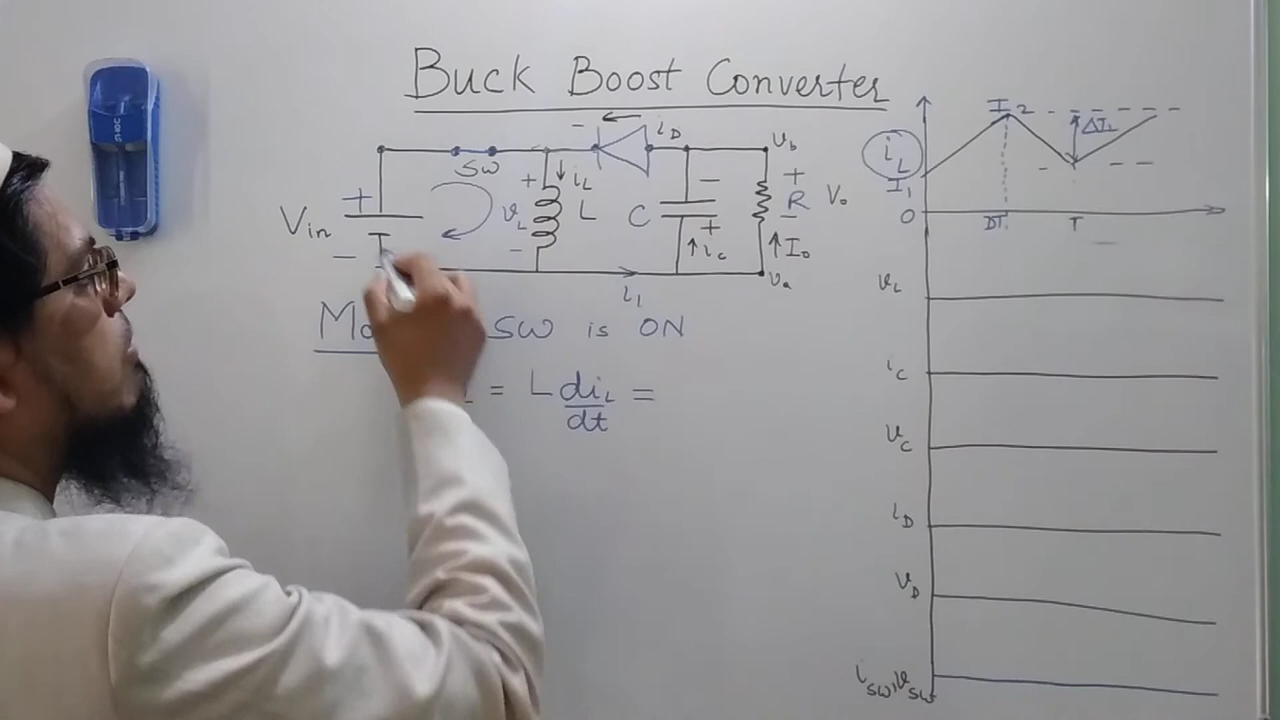 Buck Boost Converter
Vin
+
−
SW
+
vL
−
iL
L
−
iD
C
−
+
ic
vb
+
R
−
Vo
Io
va
i1
SW is ON
= L diL/dt =
iL
I1
I2
ΔIL
0
DT
T
vL
ic
vc
iD
VD
isw,vsw